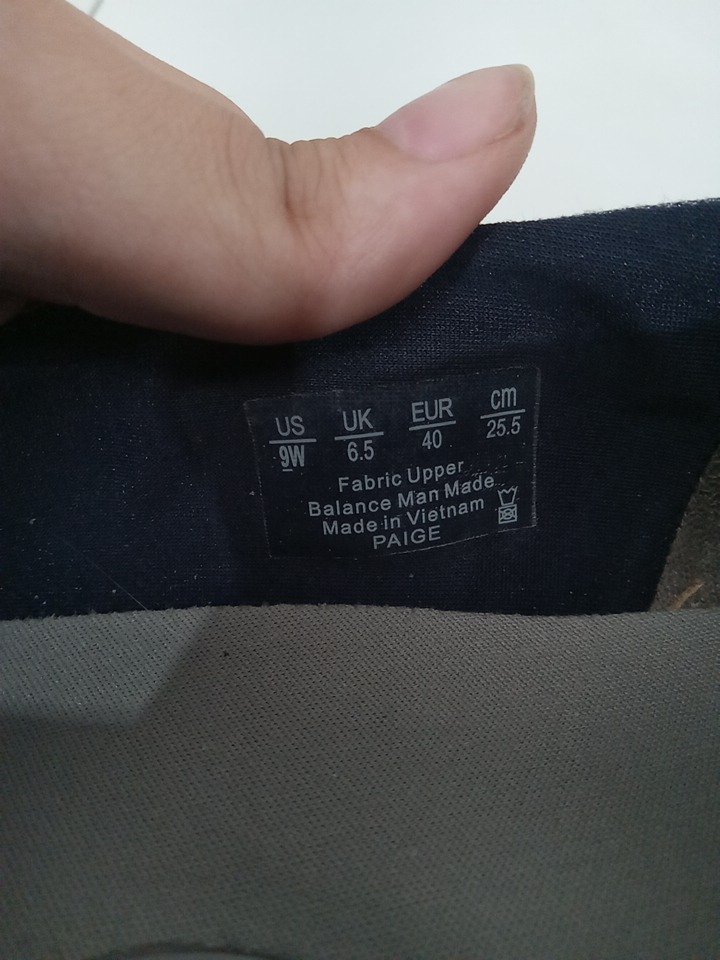 US UK EUR cm
9W 6.5 40 25.5
Fabric Upper
Balance Man Made
Made in Vietnam
PAIGE